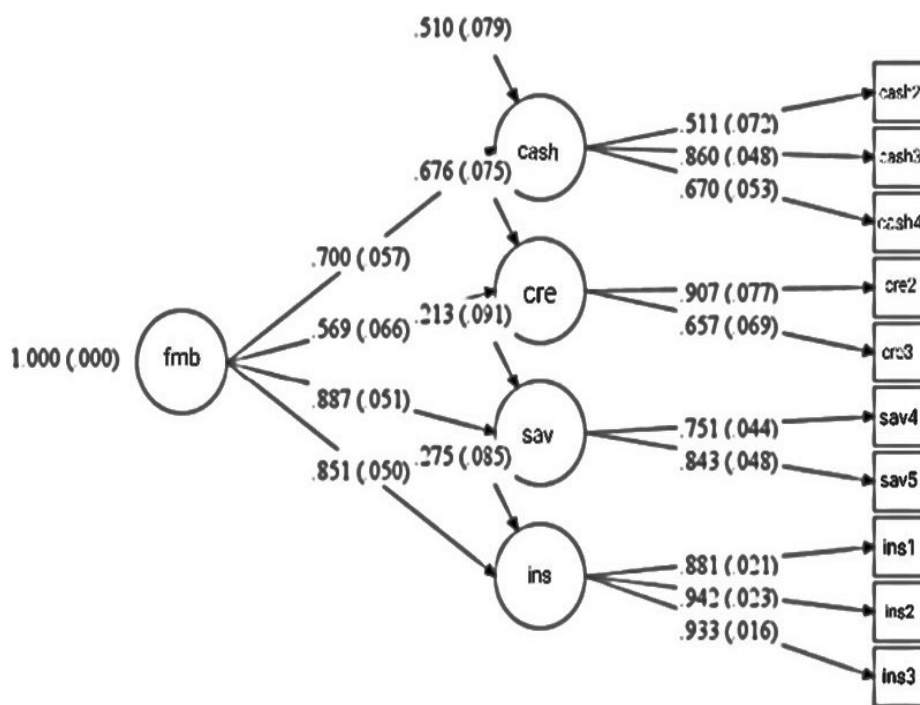 .510 (.079)
cash2
.511 (.072)
cash
.860 (.048)
cash3
.676 (.075)
.670 (.053)
cash4
.700 (.057)
cre
.907 (.077)
cre2
.569 (.066)
.213 (.091)
.657 (.069)
cre3
1.000 (.000)
fmb
.887 (.051)
.751 (.044)
sav4
sav
.851 (.050)
.275 (.085)
.843 (.048)
sav5
ins1
.881 (.021)
ins
.942 (.023)
ins2
.933 (.016)
ins3